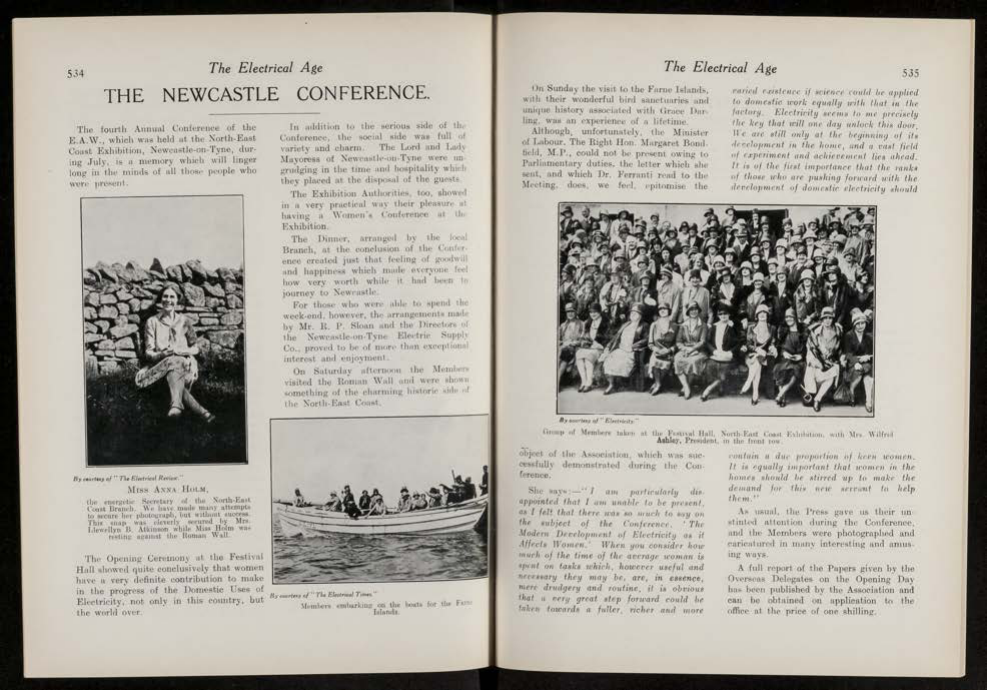 534
The Electrical Age
THE NEWCASTLE CONFERENCE.
The fourth Annual Conference of the
E.A.W., which was held at the North-East
Coast Exhibition, Newcastle-on-Tyne, dur-
ing July, is a memory which will linger
long in the minds of all those people who
were present.
By courtesy of "The Electrical Review."
MISS ANNA HOLM,
the energetic Secretary of the North-East
Coast Branch. We have made many attempts
to secure her photograph, but without success.
This snap was cleverly secured by Mrs.
Llewellyn B. Atkinson while Miss Holm was
resting against the Roman Wall.
The Opening Ceremony at the Festival
Hall showed quite conclusively that women
have a very definite contribution to make
in the progress of the Domestic Uses of
Electricity, not only in this country, but
the world over.
In addition to the serious side of the
Conference, the social side was full of
variety and charm. The Lord and Lady
Mayoress of Newcastle-on-Tyne were un-
grudging in the time and hospitality which
they placed at the disposal of the guests.
The Exhibition Authorities, too, showed
in a very practical way their pleasure at
having a Women's Conference at the
Exhibition.
The Dinner, arranged by the local
Branch, at the conclusion of the Confer-
ence created just that feeling of goodwill
and happiness which made everyone feel
how very worth while it had been to
journey to Newcastle.
For those who were able to spend the
week-end, however, the arrangements made
by Mr. R. P. Sloan and the Directors of
the Newcastle-on-Tyne Electric Supply
Co., proved to be of more than exceptional
interest and enjoyment.
On Saturday afternoon the Members
visited the Roman Wall and were shown
something of the charming historic side of
the North-East Coast.
By courtesy of "The Electrical Times."
Members embarking on the boats for the Farne
Islands.
The Electrical Age
535
On Sunday the visit to the Farne Islands,
with their wonderful bird sanctuaries and
unique history associated with Grace Dar-
ling, was an experience of a lifetime.
Although, unfortunately, the Minister
of Labour, The Right Hon. Margaret Bond-
field, M.P., could not be present owing to
Parliamentary duties, the letter which she
sent, and which Dr. Ferranti read to the
Meeting, does, we feel, epitomise the
varied existence if science could be applied
to domestic work equally with that in the
factory. Electricity seems to me precisely
the key that will one day unlock this door.
We are still only at the beginning of its
development in the home, and a vast field
of experiment and achievement lies ahead.
It is of the first importance that the ranks
of those who are pushing forward with the
development of domestic electricity should
By courtesy of "Electricity"
Group of Members taken at the Festival Hall, North-East Coast Exhibition, with Mrs. Wilfrid
Ashley, President, in the front row.
object of the Association, which was suc-
cessfully demonstrated during the Con-
ference.
She says:—"I am particularly dis-
appointed that I am unable to be present,
as I felt that there was so much to say on
the subject of the Conference, 'The
Modern Development of Electricity as it
Affects Women.' When you consider how
much of the time of the average woman is
spent on tasks which, however useful and
necessary they may be, are, in essence,
mere drudgery and routine, it is obvious
that a very great step forward could be
taken towards a fuller, richer and more
contain a due proportion of keen women.
It is equally important that women in the
homes should be stirred up to make the
demand for this new servant to help
them."
As usual, the Press gave us their un-
stinted attention during the Conference,
and the Members were photographed and
caricatured in many interesting and amus-
ing ways.
A full report of the Papers given by the
Overseas Delegates on the Opening Day
has been published by the Association and
can be obtained on application to the
office at the price of one shilling.